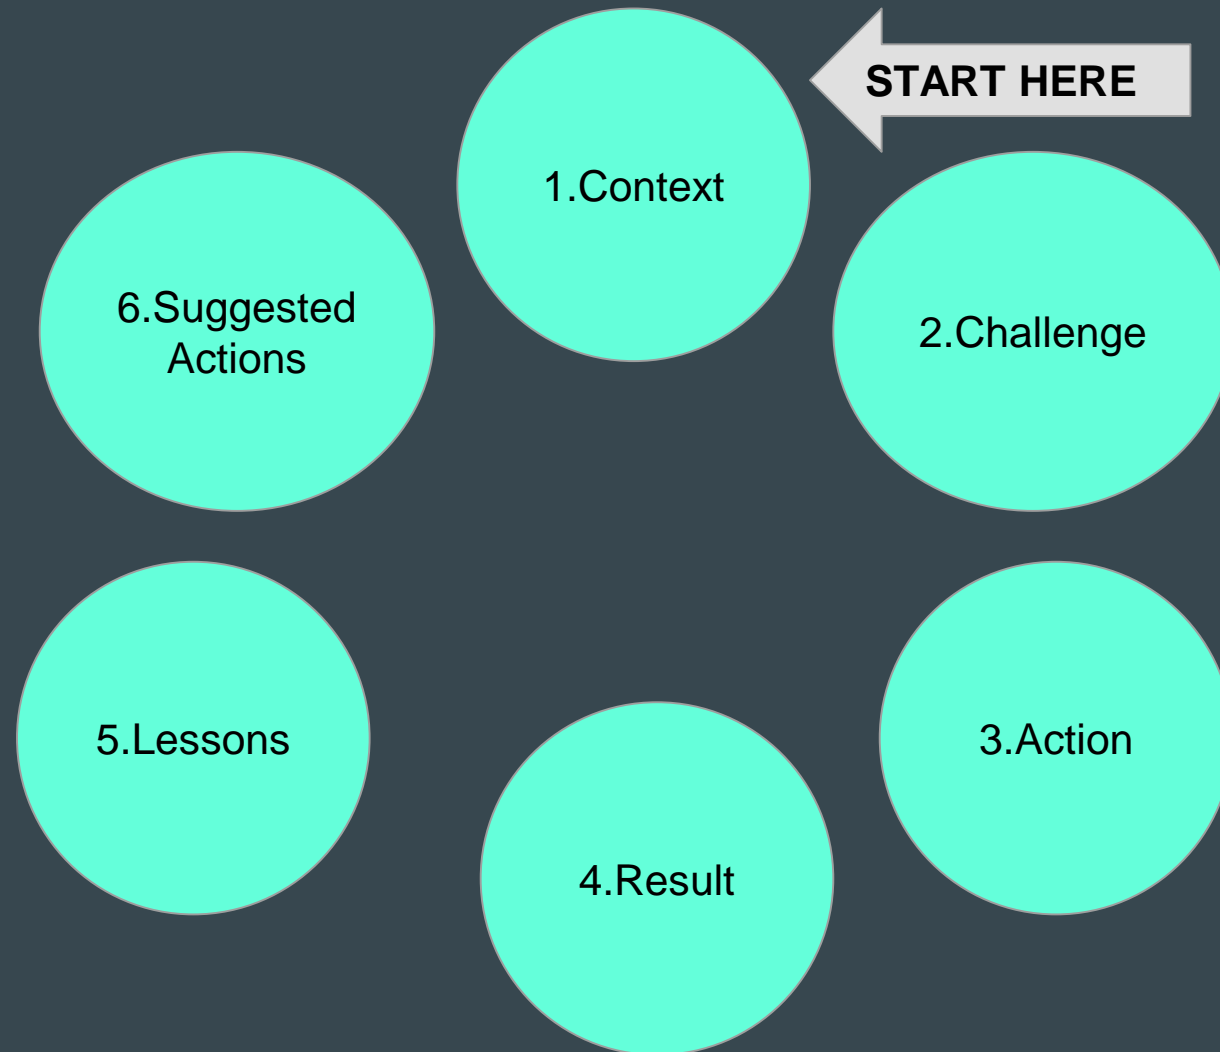 START HERE
1.Context
2.Challenge
3.Action
4.Result
5.Lessons
6.Suggested
Actions